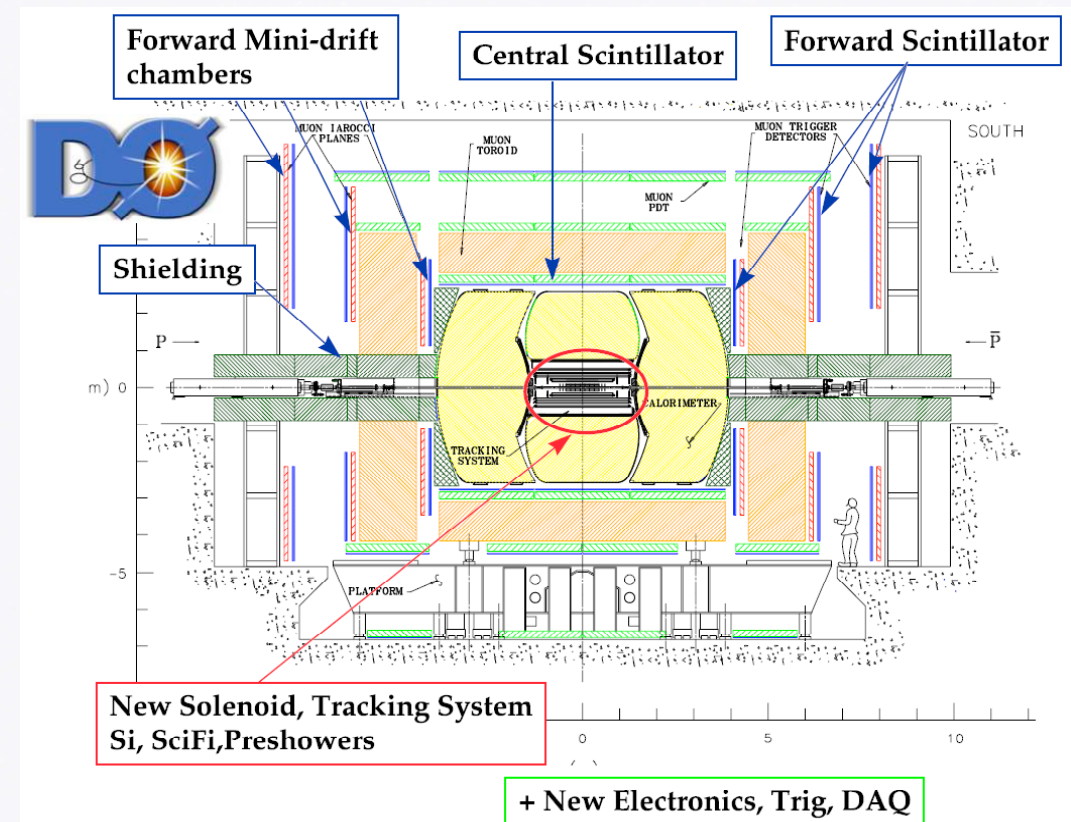 Forward Mini-drift
chambers
Central Scintillator
Forward Scintillator
DØ
MUON IAROCCI
PLANES
MUON
TOROID
MUON TRIGGER
DETECTORS
SOUTH
MUON
PDT
Shielding
P
P̅
m) 0
CALORIMETER
TRACKING
SYSTEM
-5
PLATFORM
New Solenoid, Tracking System
Si, SciFi,Preshowers
0 5 10
+ New Electronics, Trig, DAQ